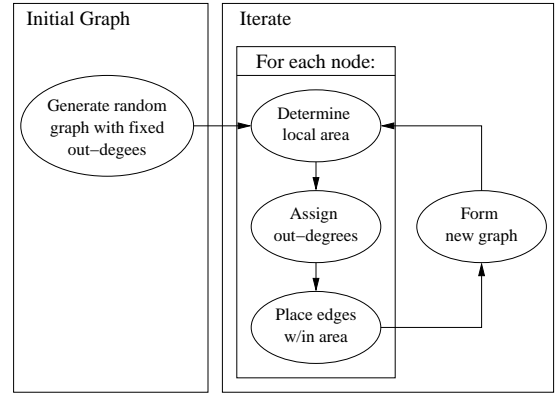 Initial Graph
Generate random
graph with fixed
out−degees
Iterate
For each node:
Determine
local area
Assign
out−degrees
Place edges
w/in area
Form
new graph